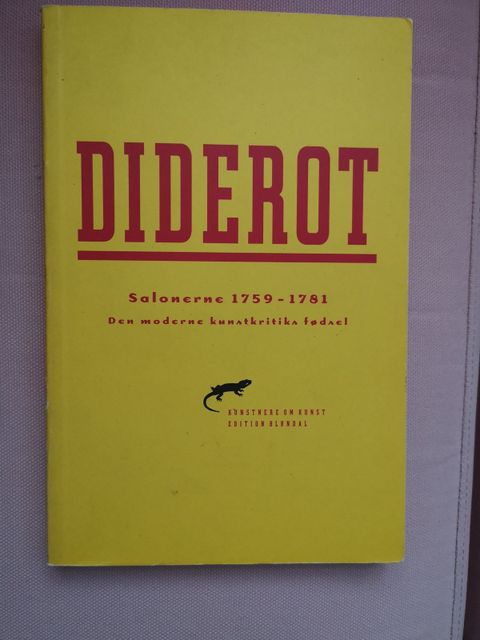 DIDEROT
Salonerne 1759-1781
Den moderne kunstkritiks fødsel
KUNSTNERE OM KUNST
EDITION BLØNDAL